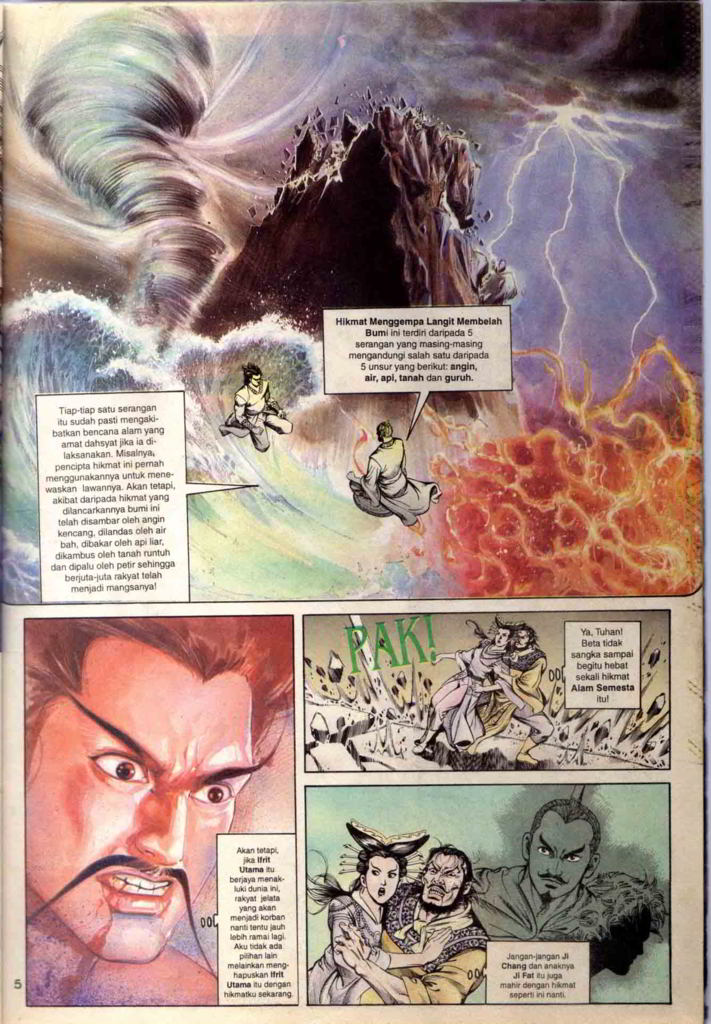 Hikmat Menggempa Langit Membelah
Bumi ini terdiri daripada 5
serangan yang masing-masing
mengandungi salah satu daripada
5 unsur yang berikut: angin,
air, api, tanah dan guruh.
Tiap-tiap satu serangan
itu sudah pasti mengaki-
batkan bencana alam yang
amat dahsyat jika ia di-
laksanakan. Misalnya,
pencipta hikmat ini pernah
menggunakannya untuk mene-
waskan lawannya. Akan tetapi,
akibat daripada hikmat yang
dilancarkannya bumi ini
telah disambar oleh angin
kencang, dilandas oleh air
bah, dibakar oleh api liar,
dikambus oleh tanah runtuh
dan dipalu oleh petir sehingga
berjuta-juta rakyat telah
menjadi mangsanya!
Akan tetapi,
jika Ifrit
Utama itu
berjaya menak-
luki dunia ini,
rakyat jelata
yang akan
menjadi korban
nanti tentu jauh
lebih ramai lagi.
Aku tidak ada
pilihan lain
melainkan meng-
hapuskan Ifrit
Utama itu dengan
hikmatku sekarang.
PAK!
Ya, Tuhan!
Beta tidak
sangka sampai
begitu hebat
sekali hikmat
Alam Semesta
itu!
Jangan-jangan Ji
Chang dan anaknya
Ji Fat itu juga
mahir dengan hikmat
seperti ini nanti.
5